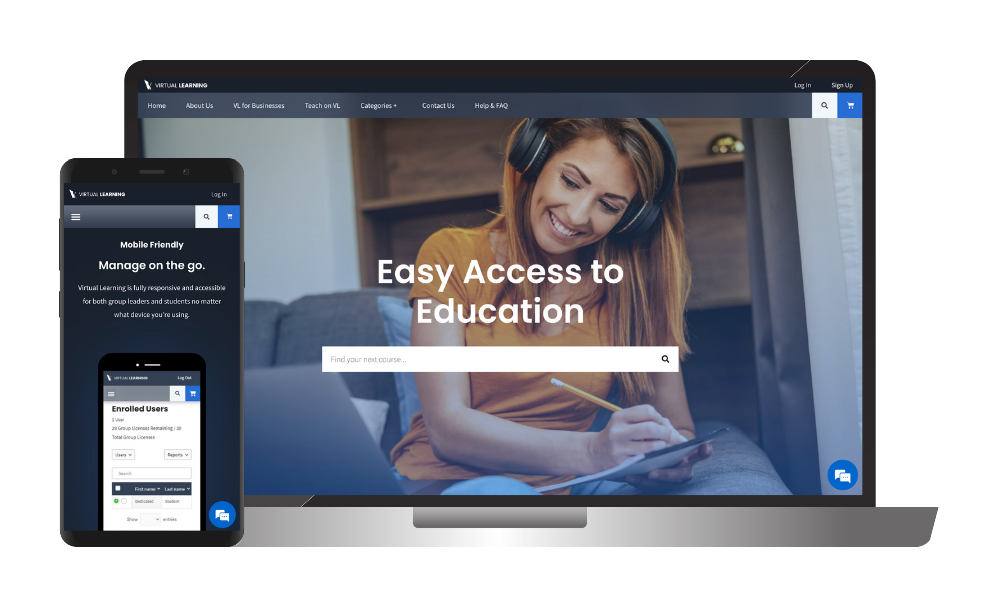 VIRTUAL LEARNING
Log In
Sign Up
Home
About Us
VL for Businesses
Teach on VL
Categories +
Contact Us
Help & FAQ
Easy Access to
Education
Find your next course...
VIRTUAL LEARNING
Log In
Mobile Friendly
Manage on the go.
Virtual Learning is fully responsive and accessible
for both group leaders and students no matter
what device you're using.
VIRTUAL LEARNING
Log Out
Enrolled Users
1 User
29 Group Licenses Remaining / 30
Total Group Licenses
Users
Reports
Search
First name
Last name
Dedicated
Student
Show
entries